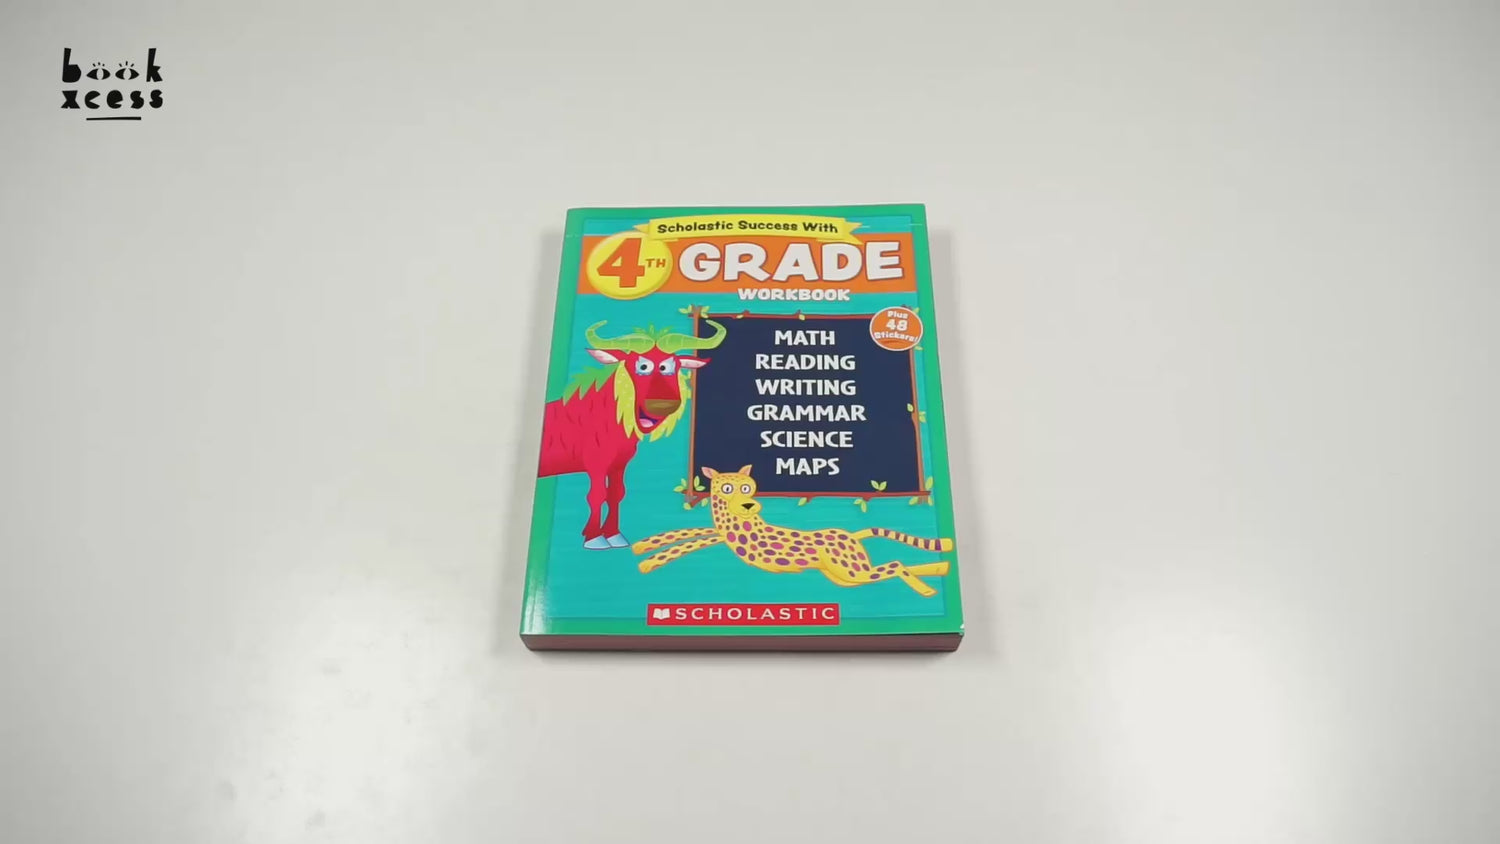 book
xcess
Scholastic Success With
4TH GRADE
WORKBOOK
Plus
48
Stickers!
MATH
READING
WRITING
GRAMMAR
SCIENCE
MAPS
SCHOLASTIC